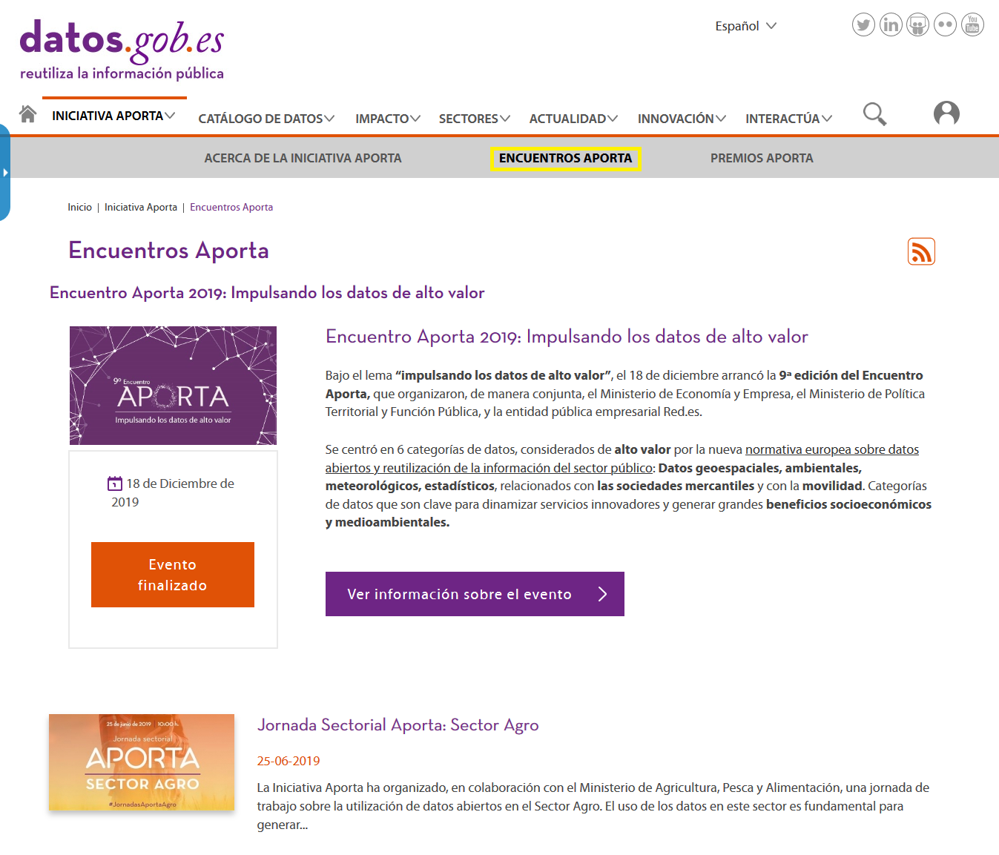 datos.gob.es
reutiliza la información pública
Español
You
Tube
INICIATIVA APORTA
CATÁLOGO DE DATOS
IMPACTO
SECTORES
ACTUALIDAD
INNOVACIÓN
INTERACTÚA
ACERCA DE LA INICIATIVA APORTA
ENCUENTROS APORTA
PREMIOS APORTA
Inicio | Iniciativa Aporta | Encuentros Aporta
Encuentros Aporta
Encuentro Aporta 2019: Impulsando los datos de alto valor
9º Encuentro
APORTA
Impulsando los datos de alto valor
18 de Diciembre de
2019
Evento
finalizado
Encuentro Aporta 2019: Impulsando los datos de alto valor
Bajo el lema “impulsando los datos de alto valor”, el 18 de diciembre arrancó la 9ª edición del Encuentro
Aporta, que organizaron, de manera conjunta, el Ministerio de Economía y Empresa, el Ministerio de Política
Territorial y Función Pública, y la entidad pública empresarial Red.es.
Se centró en 6 categorías de datos, considerados de alto valor por la nueva normativa europea sobre datos
abiertos y reutilización de la información del sector público: Datos geoespaciales, ambientales,
meteorológicos, estadísticos, relacionados con las sociedades mercantiles y con la movilidad. Categorías
de datos que son clave para dinamizar servicios innovadores y generar grandes beneficios socioeconómicos
y medioambientales.
Ver información sobre el evento
25 de junio de 2019 | 10:00 h.
Jornada sectorial
APORTA
SECTOR AGRO
#JornadasAportaAgro
Jornada Sectorial Aporta: Sector Agro
25-06-2019
La Iniciativa Aporta ha organizado, en colaboración con el Ministerio de Agricultura, Pesca y Alimentación, una jornada de
trabajo sobre la utilización de datos abiertos en el Sector Agro. El uso de los datos en este sector es fundamental para
generar...